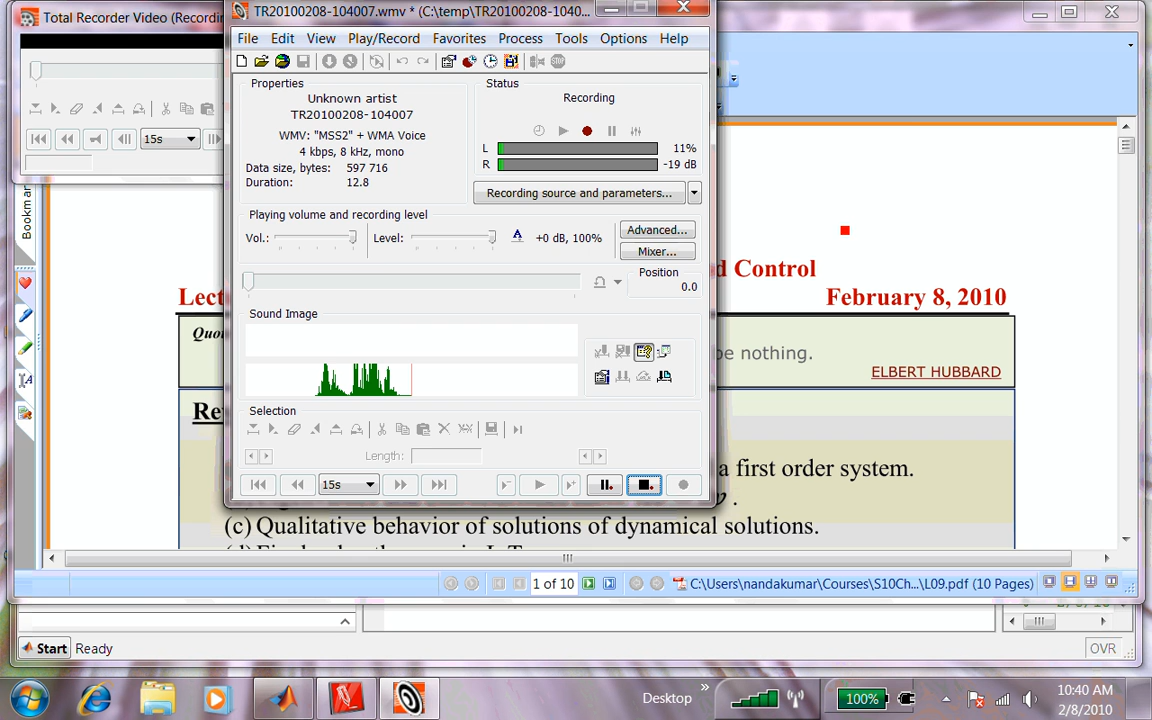 Total Recorder Video (Recordin
TR20100208-104007.wmv * (C:\temp\TR20100208-1040...
File Edit View Play/Record Favorites Process Tools Options Help
Properties
Unknown artist
TR20100208-104007
WMV: "MSS2" + WMA Voice
4 kbps, 8 kHz, mono
Data size, bytes: 597 716
Duration: 12.8
Status
Recording
L 11%
R -19 dB
Recording source and parameters...
Playing volume and recording level
Vol.: Level: +0 dB, 100%
Advanced...
Mixer...
Position
0.0
Sound Image
Selection
Length:
15s
15s
Bookmar
d Control
Lect
February 8, 2010
Quo
be nothing.
ELBERT HUBBARD
Re
a first order system.
(c) Qualitative behavior of solutions of dynamical solutions.
1 of 10
C:\Users\nandakumar\Courses\S10Ch...\L09.pdf (10 Pages)
Start Ready
OVR
Desktop
100%
10:40 AM
2/8/2010